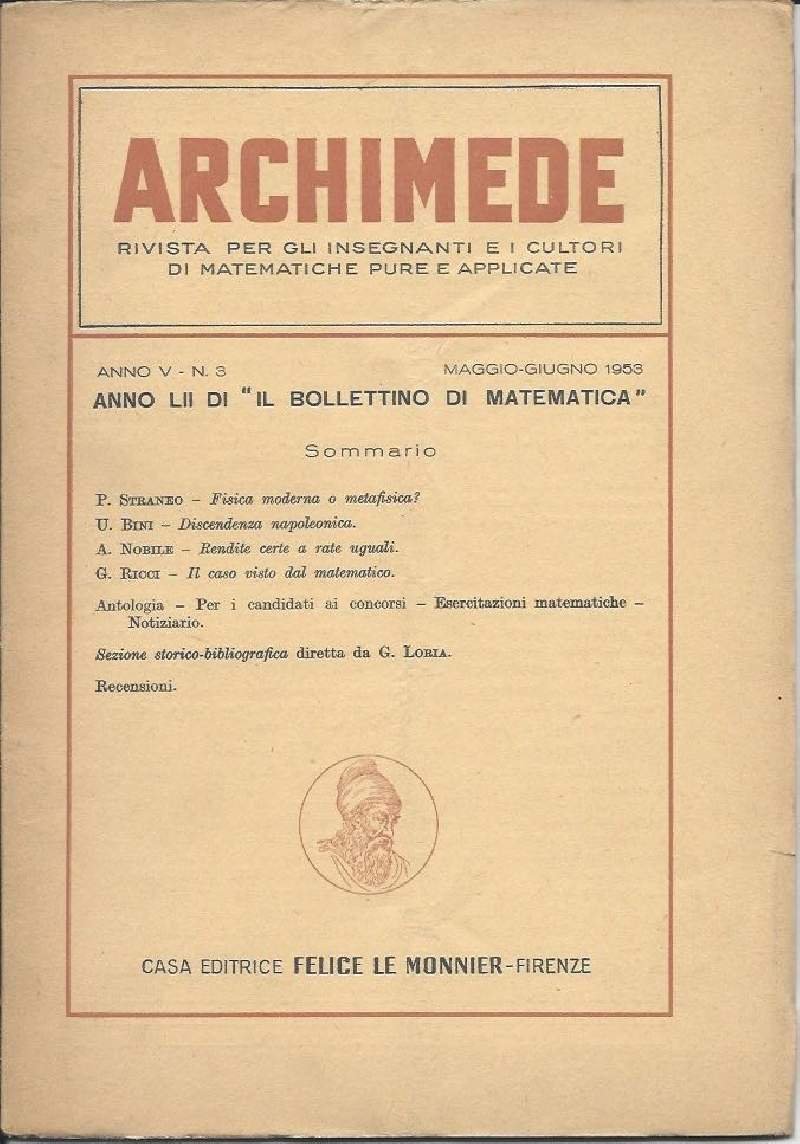 ARCHIMEDE
RIVISTA PER GLI INSEGNANTI E I CULTORI
DI MATEMATICHE PURE E APPLICATE
ANNO V - N. 3
MAGGIO-GIUGNO 1953
ANNO LII DI "IL BOLLETTINO DI MATEMATICA"
Sommario
P. STRANEO – Fisica moderna o metafisica?
U. BINI – Discendenza napoleonica.
A. NOBILE – Rendite certe a rate uguali.
G. RICCI – Il caso visto dal matematico.
Antologia – Per i candidati ai concorsi – Esercitazioni matematiche –
Notiziario.
Sezione storico-bibliografica diretta da G. LORIA.
Recensioni.
CASA EDITRICE FELICE LE MONNIER-FIRENZE